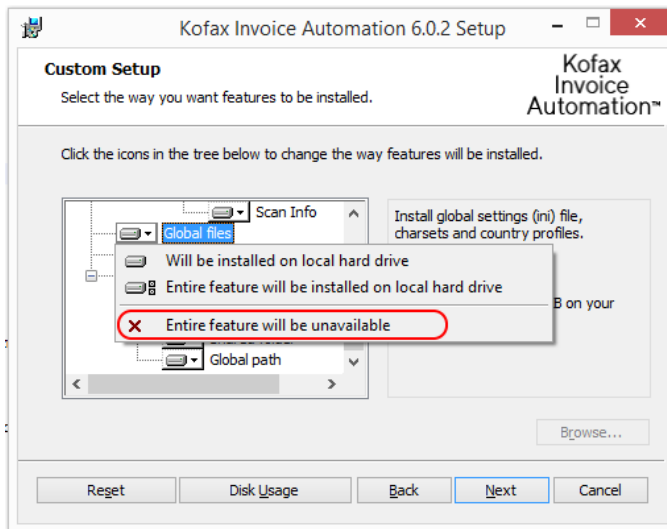 Kofax Invoice Automation 6.0.2 Setup
Custom Setup
Select the way you want features to be installed.
Kofax
Invoice
Automation™
Click the icons in the tree below to change the way features will be installed.
Scan Info
Global files
Install global settings (ini) file,
charsets and country profiles.
Will be installed on local hard drive
Entire feature will be installed on local hard drive
B on your
Entire feature will be unavailable
Global path
Browse...
Reset
Disk Usage
Back
Next
Cancel